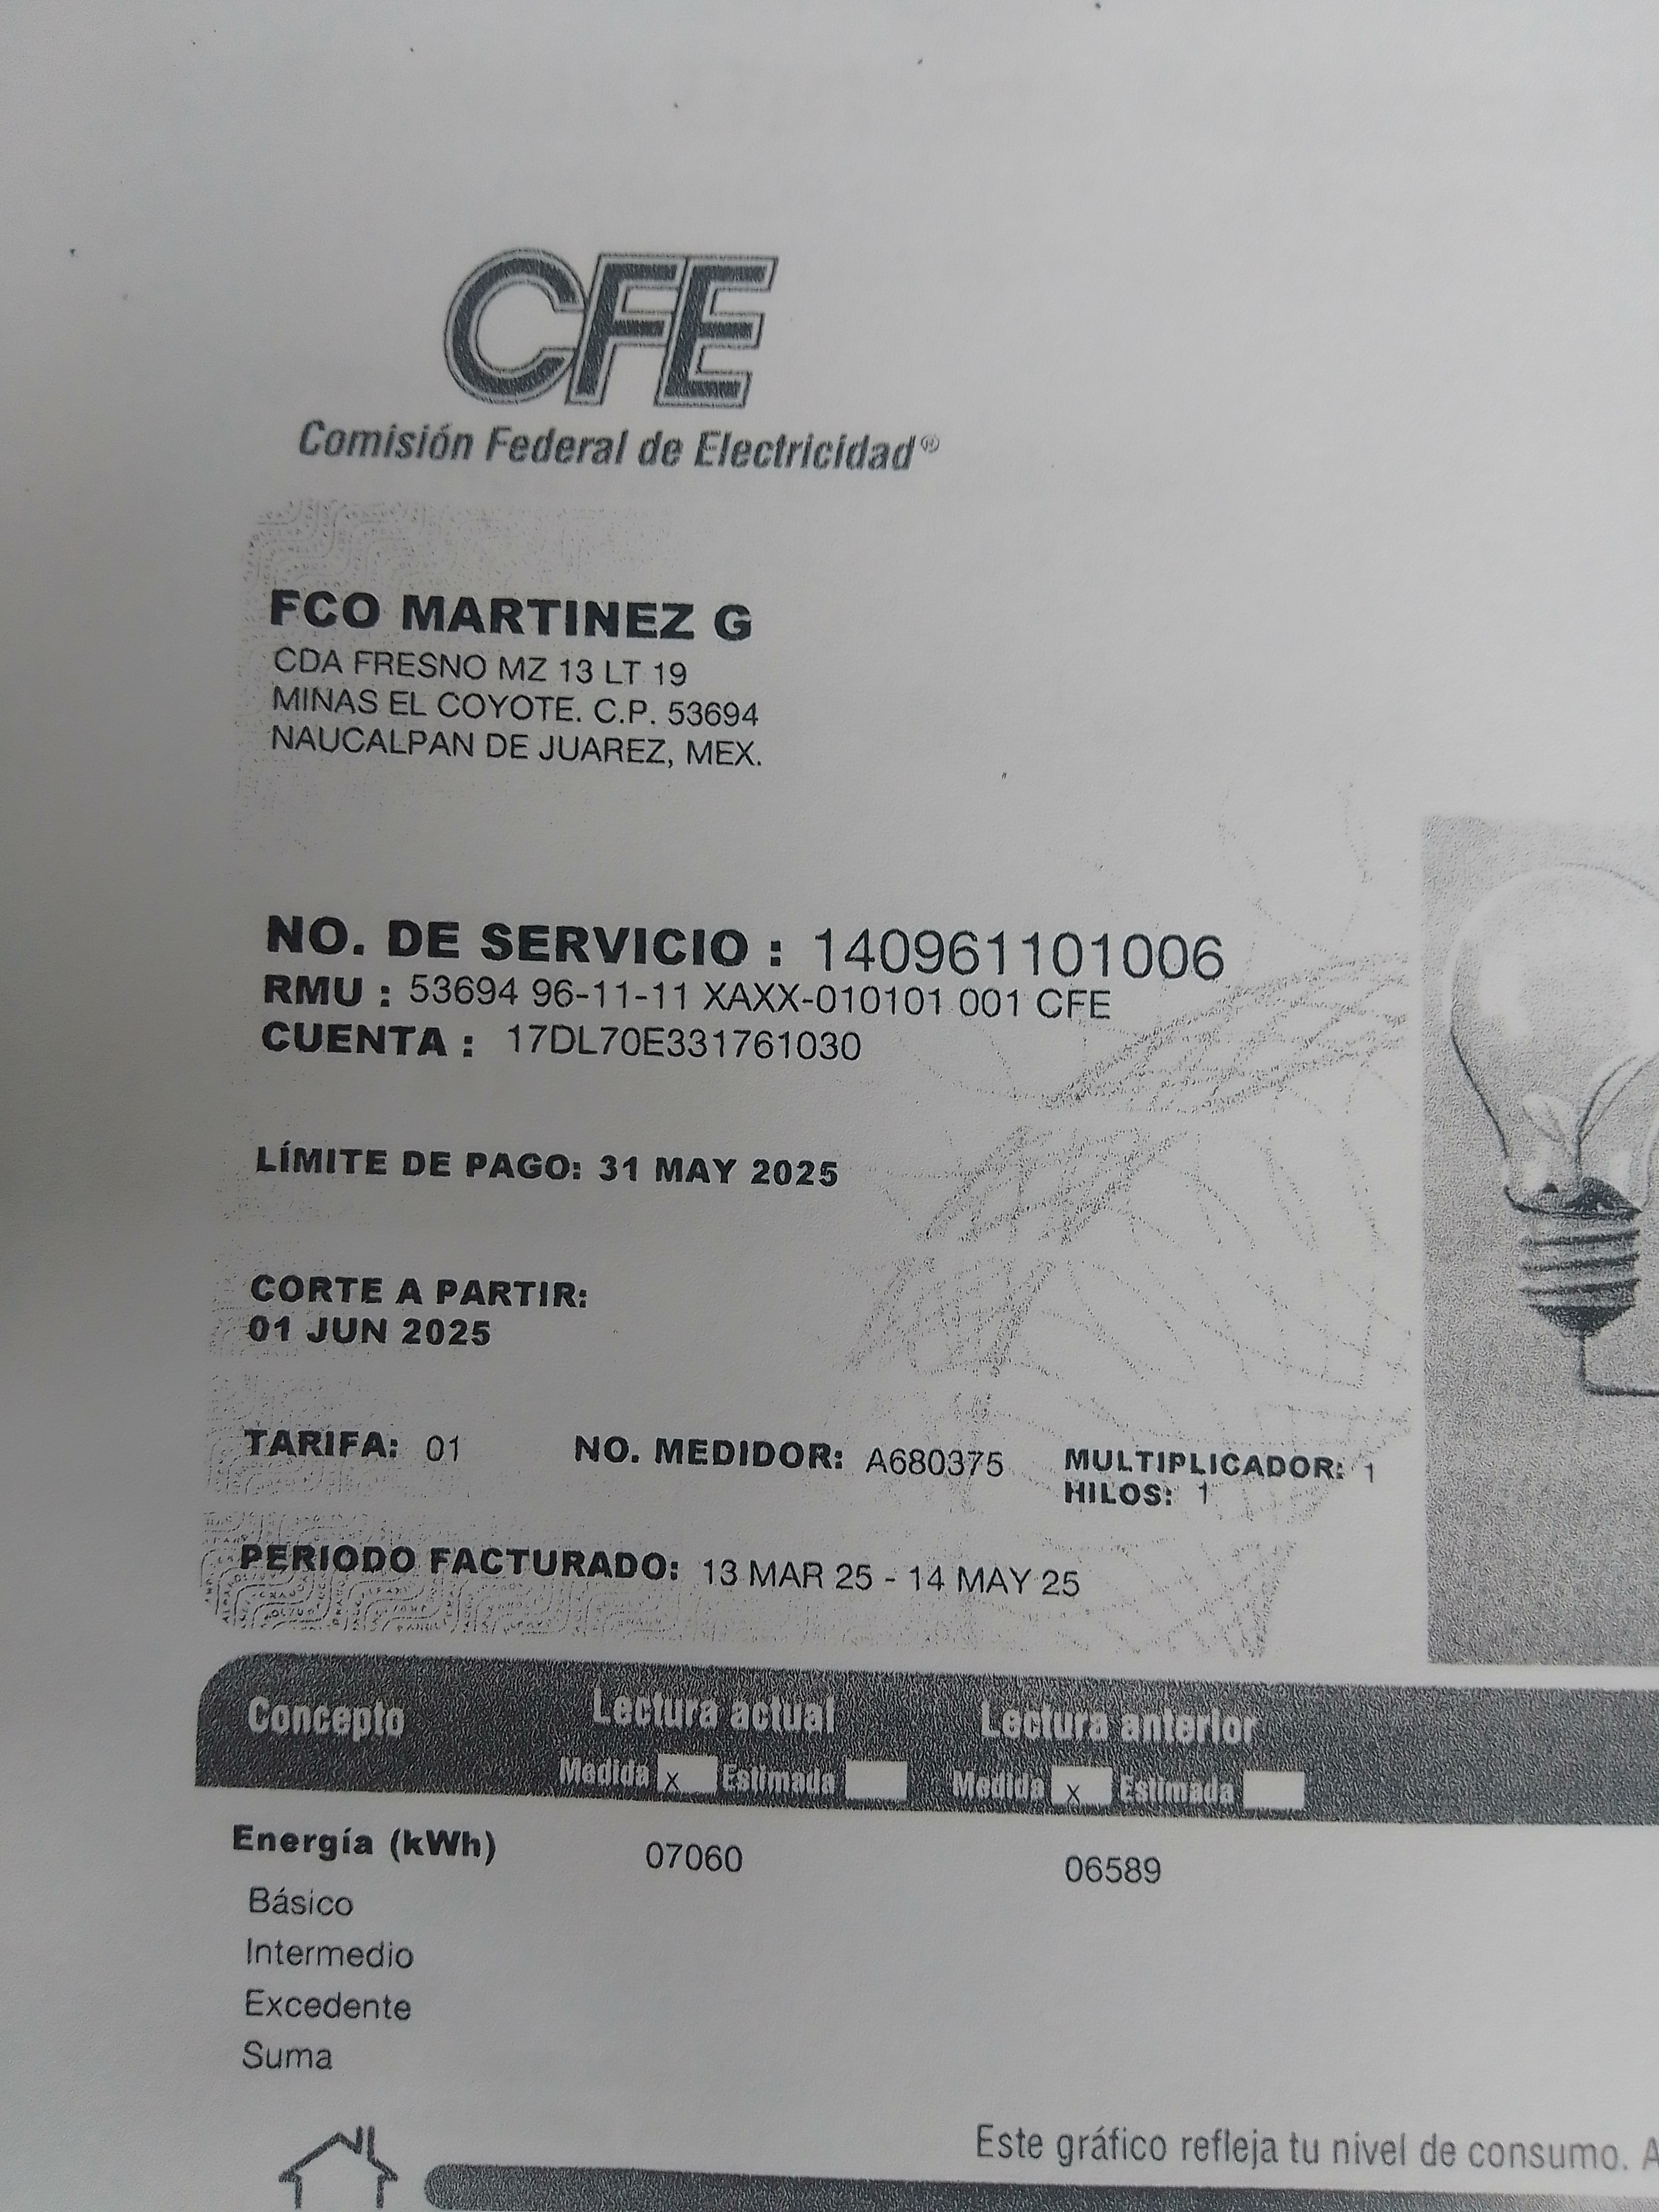 CFE
Comisión Federal de Electricidad®
FCO MARTINEZ G
CDA FRESNO MZ 13 LT 19
MINAS EL COYOTE. C.P. 53694
NAUCALPAN DE JUAREZ, MEX.
NO. DE SERVICIO : 140961101006
RMU : 53694 96-11-11 XAXX-010101 001 CFE
CUENTA : 17DL70E331761030
LÍMITE DE PAGO: 31 MAY 2025
CORTE A PARTIR:
01 JUN 2025
TARIFA: 01 NO. MEDIDOR: A680375 MULTIPLICADOR: 1
HILOS: 1
PERIODO FACTURADO: 13 MAR 25 - 14 MAY 25
Concepto Lectura actual Lectura anterior
Medida x Estimada Medida x Estimada
Energía (kWh) 07060 06589
Básico
Intermedio
Excedente
Suma
Este gráfico refleja tu nivel de consumo. A